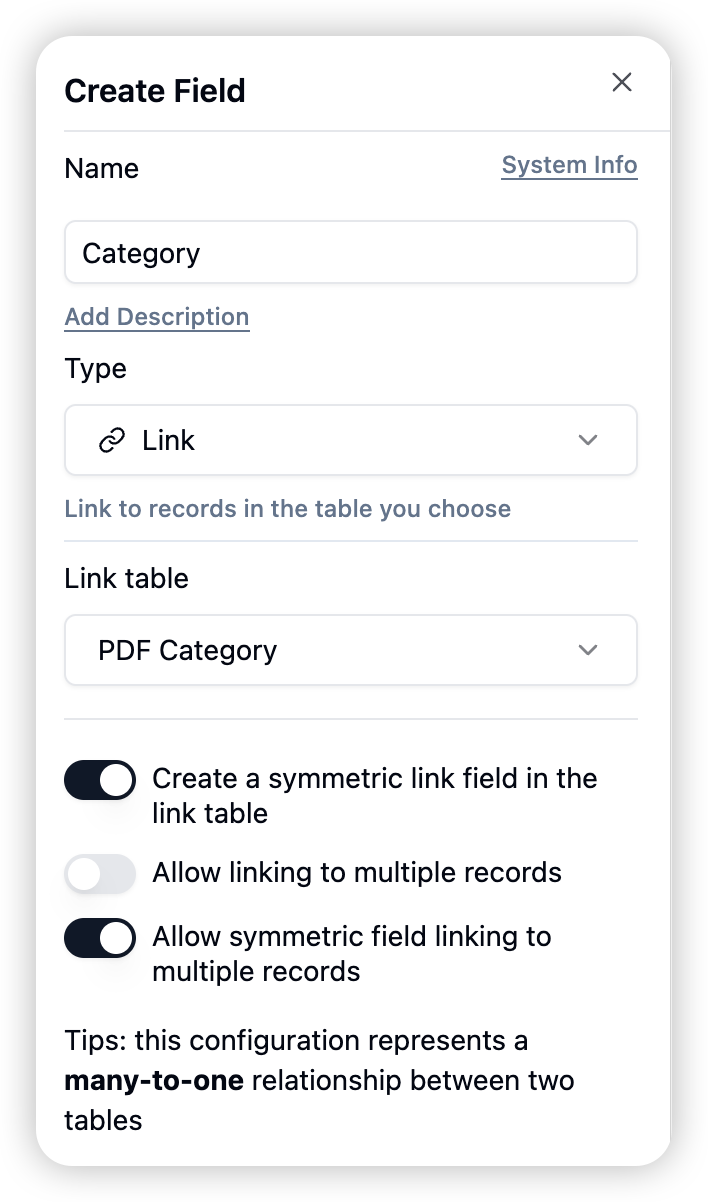 Create Field
Name
System Info
Category
Add Description
Type
Link
Link to records in the table you choose
Link table
PDF Category
Create a symmetric link field in the
link table
Allow linking to multiple records
Allow symmetric field linking to
multiple records
Tips: this configuration represents a
many-to-one relationship between two
tables